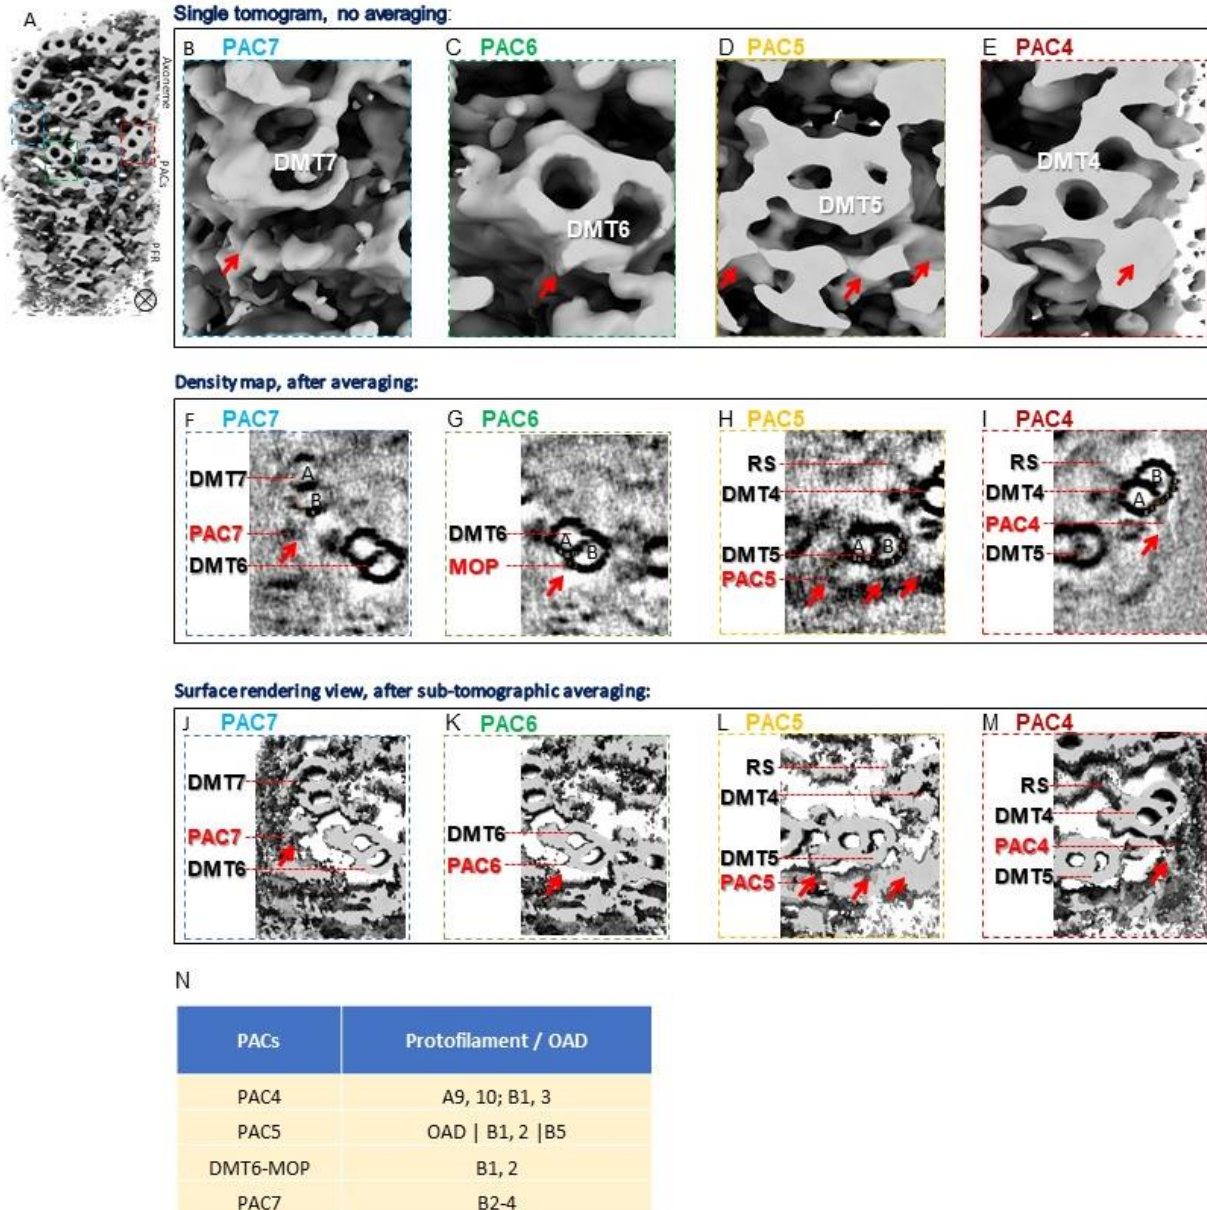 A
Axoneme
PACs
PFR
Single tomogram, no averaging:
B PAC7
C PAC6
D PAC5
E PAC4
DMT7
DMT6
DMT5
DMT4
Density map, after averaging:
F PAC7
G PAC6
H PAC5
I PAC4
DMT7
A
B
PAC7
DMT6
DMT6
A
B
MOP
RS
DMT4
A
B
DMT5
PAC5
RS
B
DMT4
A
PAC4
DMT5
Surface rendering view, after sub-tomographic averaging:
J PAC7
K PAC6
L PAC5
M PAC4
DMT7
PAC7
DMT6
DMT6
PAC6
RS
DMT4
DMT5
PAC5
RS
DMT4
PAC4
DMT5
N
PACs Protofilament / OAD
PAC4 A9, 10; B1, 3
PAC5 OAD | B1, 2 |B5
DMT6-MOP B1, 2
PAC7 B2-4